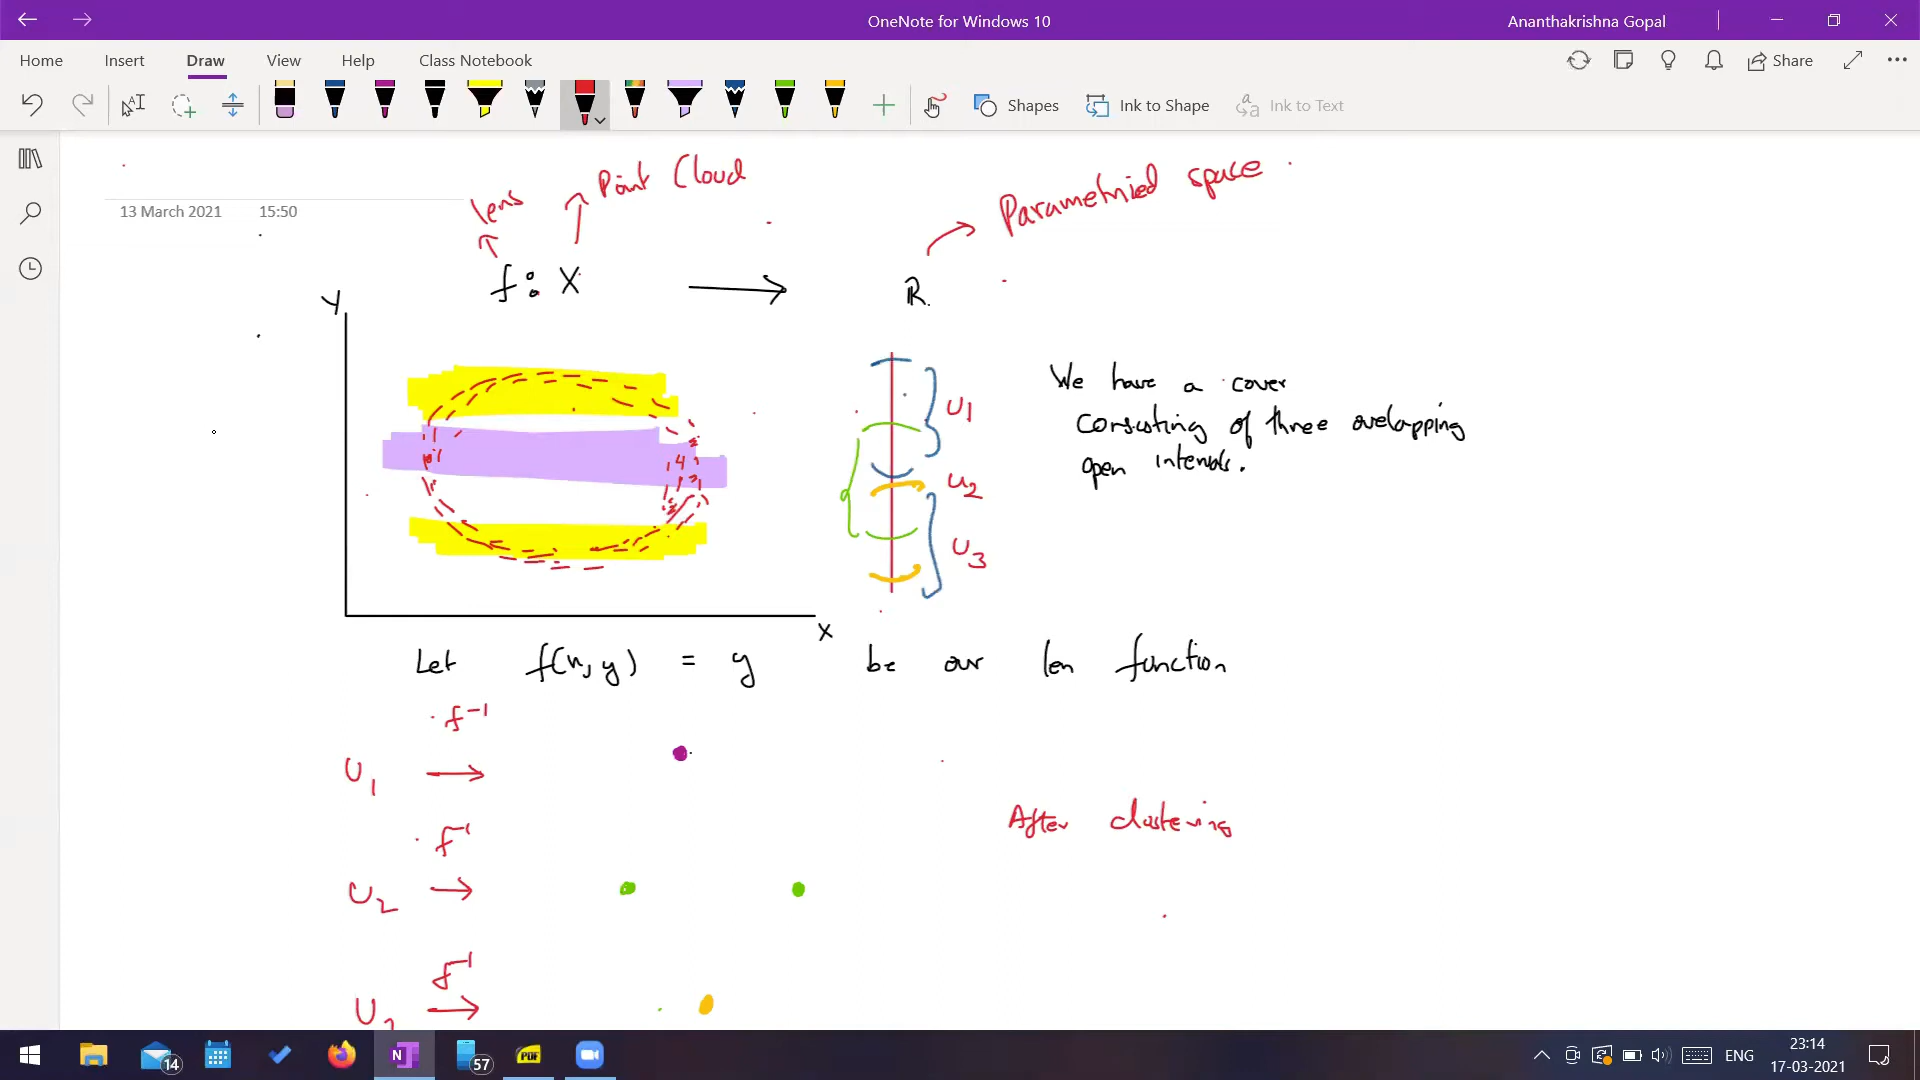 OneNote for Windows 10
Ananthakrishna Gopal
Home Insert Draw View Help Class Notebook
Share
Shapes Ink to Shape Ink to Text
13 March 2021 15:50
lens
Point Cloud
Parametried space
f: X → R
Y
U1
U2
U3
We have a cover
Consisting of three overlapping
open intervals.
X
Let f(x, y) = y be our len function
f⁻¹
U1 →
f⁻¹
After clustering
U2 →
f⁻¹
U3 →
14
57
ENG
23:14
17-03-2021